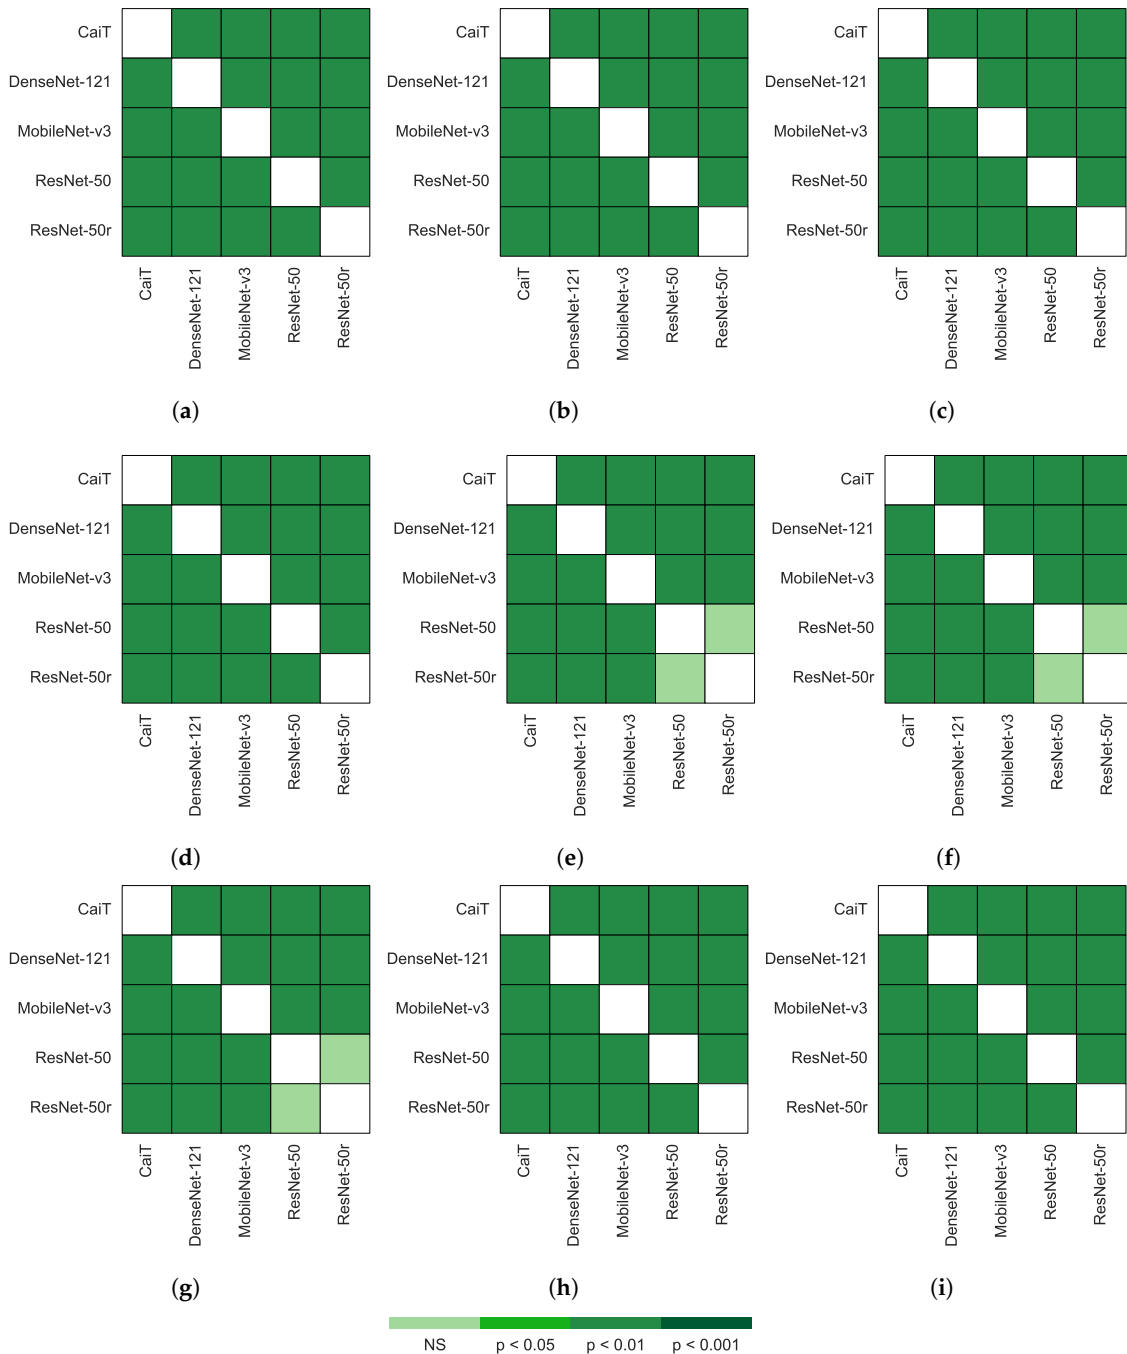 CaiT
DenseNet-121
MobileNet-v3
ResNet-50
ResNet-50r
CaiT
DenseNet-121
MobileNet-v3
ResNet-50
ResNet-50r
(a)
CaiT
DenseNet-121
MobileNet-v3
ResNet-50
ResNet-50r
CaiT
DenseNet-121
MobileNet-v3
ResNet-50
ResNet-50r
(b)
CaiT
DenseNet-121
MobileNet-v3
ResNet-50
ResNet-50r
CaiT
DenseNet-121
MobileNet-v3
ResNet-50
ResNet-50r
(c)
CaiT
DenseNet-121
MobileNet-v3
ResNet-50
ResNet-50r
CaiT
DenseNet-121
MobileNet-v3
ResNet-50
ResNet-50r
(d)
CaiT
DenseNet-121
MobileNet-v3
ResNet-50
ResNet-50r
CaiT
DenseNet-121
MobileNet-v3
ResNet-50
ResNet-50r
(e)
CaiT
DenseNet-121
MobileNet-v3
ResNet-50
ResNet-50r
CaiT
DenseNet-121
MobileNet-v3
ResNet-50
ResNet-50r
(f)
CaiT
DenseNet-121
MobileNet-v3
ResNet-50
ResNet-50r
CaiT
DenseNet-121
MobileNet-v3
ResNet-50
ResNet-50r
(g)
CaiT
DenseNet-121
MobileNet-v3
ResNet-50
ResNet-50r
CaiT
DenseNet-121
MobileNet-v3
ResNet-50
ResNet-50r
(h)
CaiT
DenseNet-121
MobileNet-v3
ResNet-50
ResNet-50r
CaiT
DenseNet-121
MobileNet-v3
ResNet-50
ResNet-50r
(i)
NS p < 0.05 p < 0.01 p < 0.001